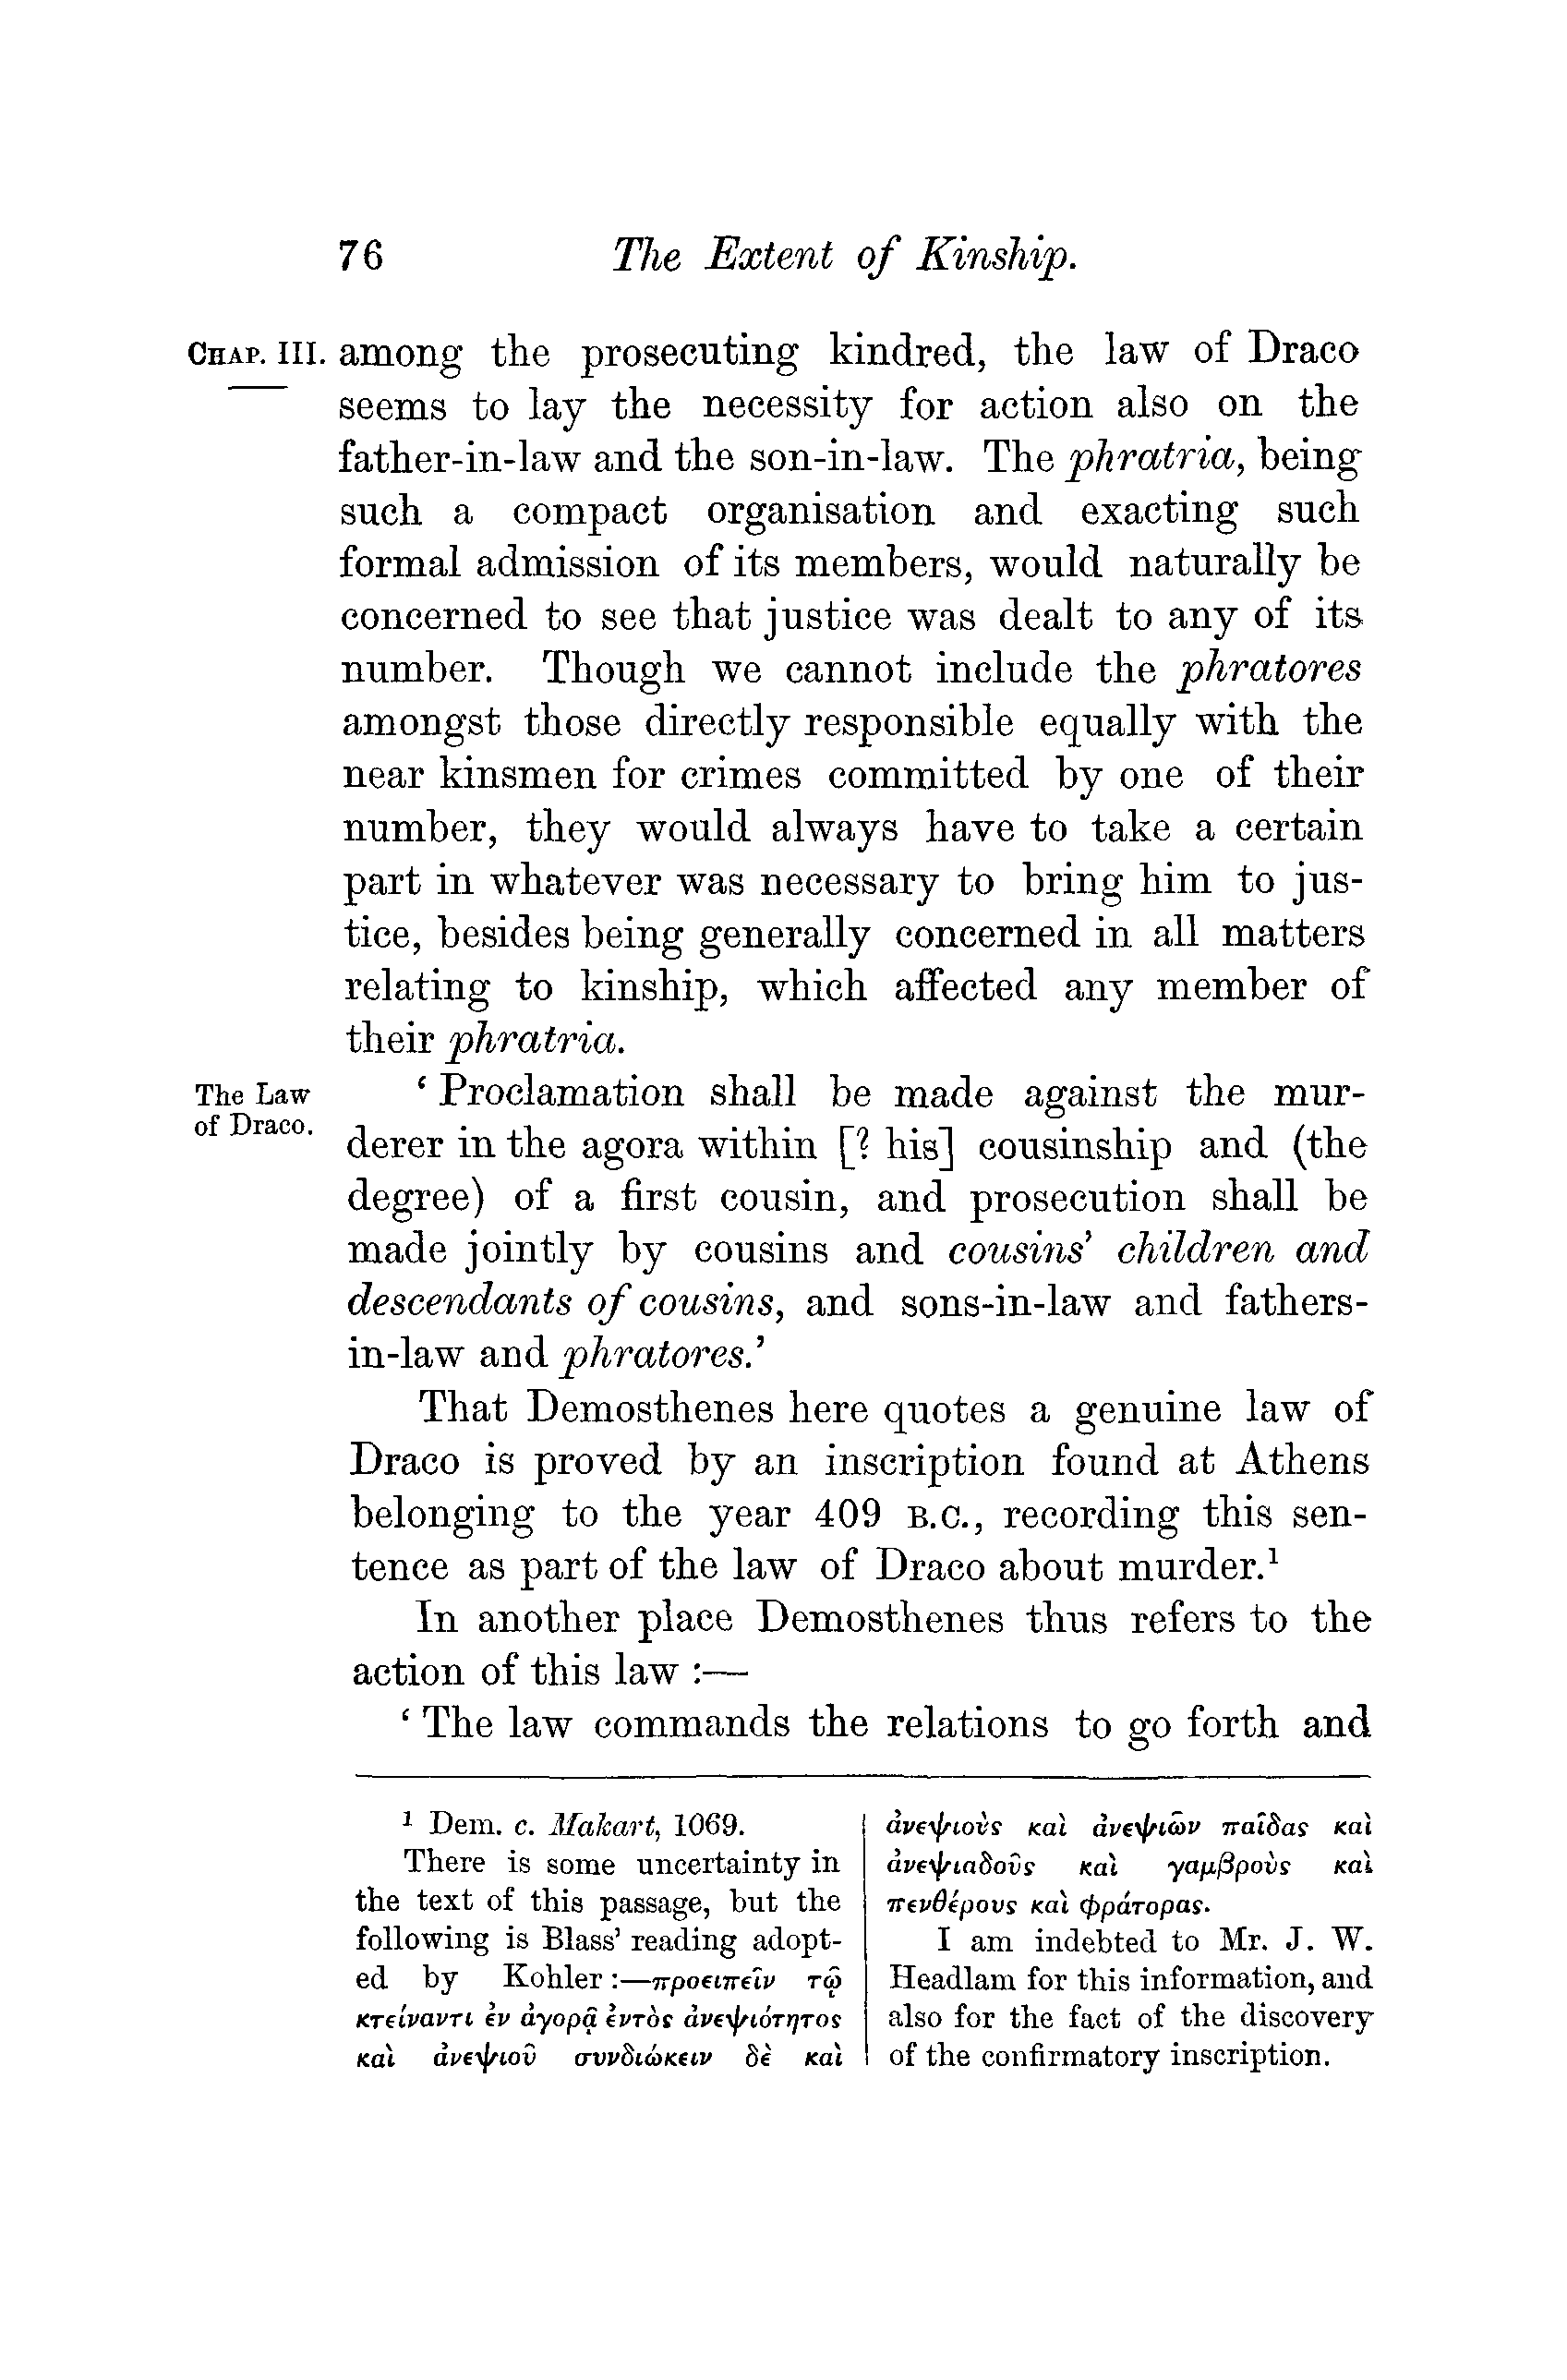 76 The Extent of Kinship.
CHAP. III. among the prosecuting kindred, the law of Draco
seems to lay the necessity for action also on the
father-in-law and the son-in-law. The phratria, being
such a compact organisation and exacting such
formal admission of its members, would naturally be
concerned to see that justice was dealt to any of its
number. Though we cannot include the phratores
amongst those directly responsible equally with the
near kinsmen for crimes committed by one of their
number, they would always have to take a certain
part in whatever was necessary to bring him to jus-
tice, besides being generally concerned in all matters
relating to kinship, which affected any member of
their phratria.
The Law
of Draco.
‘ Proclamation shall be made against the mur-
derer in the agora within [? his] cousinship and (the
degree) of a first cousin, and prosecution shall be
made jointly by cousins and cousins’ children and
descendants of cousins, and sons-in-law and fathers-
in-law and phratores.’
That Demosthenes here quotes a genuine law of
Draco is proved by an inscription found at Athens
belonging to the year 409 B.C., recording this sen-
tence as part of the law of Draco about murder.¹
In another place Demosthenes thus refers to the
action of this law :—
‘ The law commands the relations to go forth and
¹ Dem. c. Makart, 1069.
There is some uncertainty in
the text of this passage, but the
following is Blass’ reading adopt-
ed by Kohler :—προειπεῖν τῷ
κτείναντι ἐν ἀγορᾷ ἐντὸς ἀνεψιότητος
καὶ ἀνεψιοῦ συνδιώκειν δὲ καὶ
ἀνεψιοὺς καὶ ἀνεψιῶν παῖδας καὶ
ἀνεψιαδοῦς καὶ γαμβροὺς καὶ
πενθέρους καὶ φράτορας.
I am indebted to Mr. J. W.
Headlam for this information, and
also for the fact of the discovery
of the confirmatory inscription.